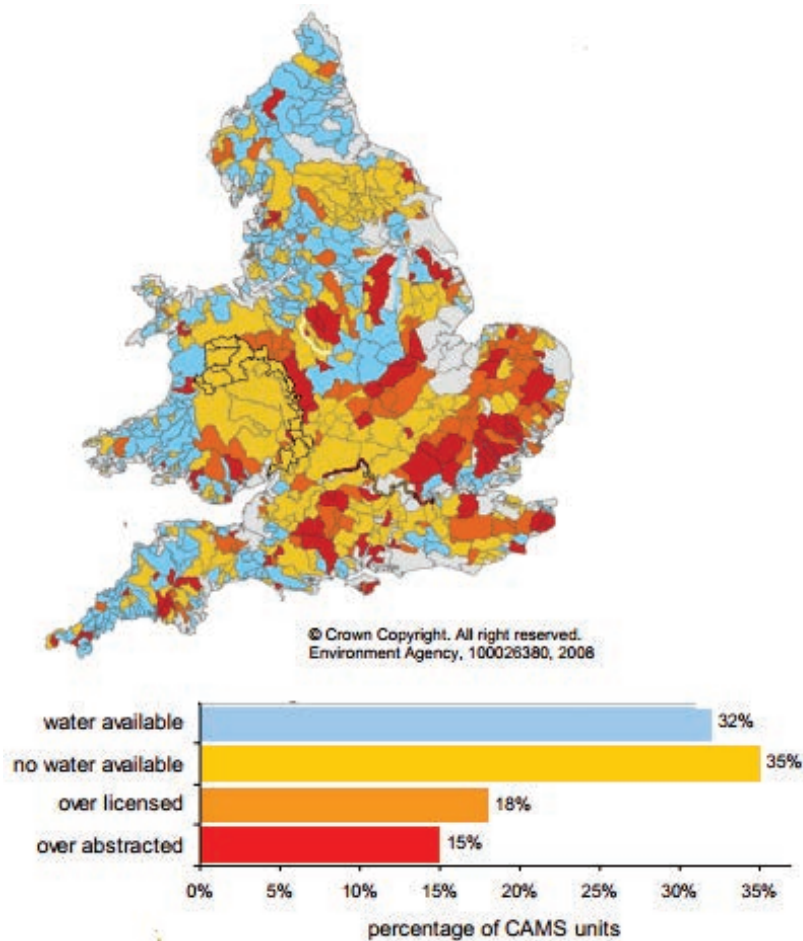 © Crown Copyright. All right reserved.
Environment Agency, 100026380, 2008
water available
32%
no water available
35%
over licensed
18%
over abstracted
15%
0% 5% 10% 15% 20% 25% 30% 35%
percentage of CAMS units